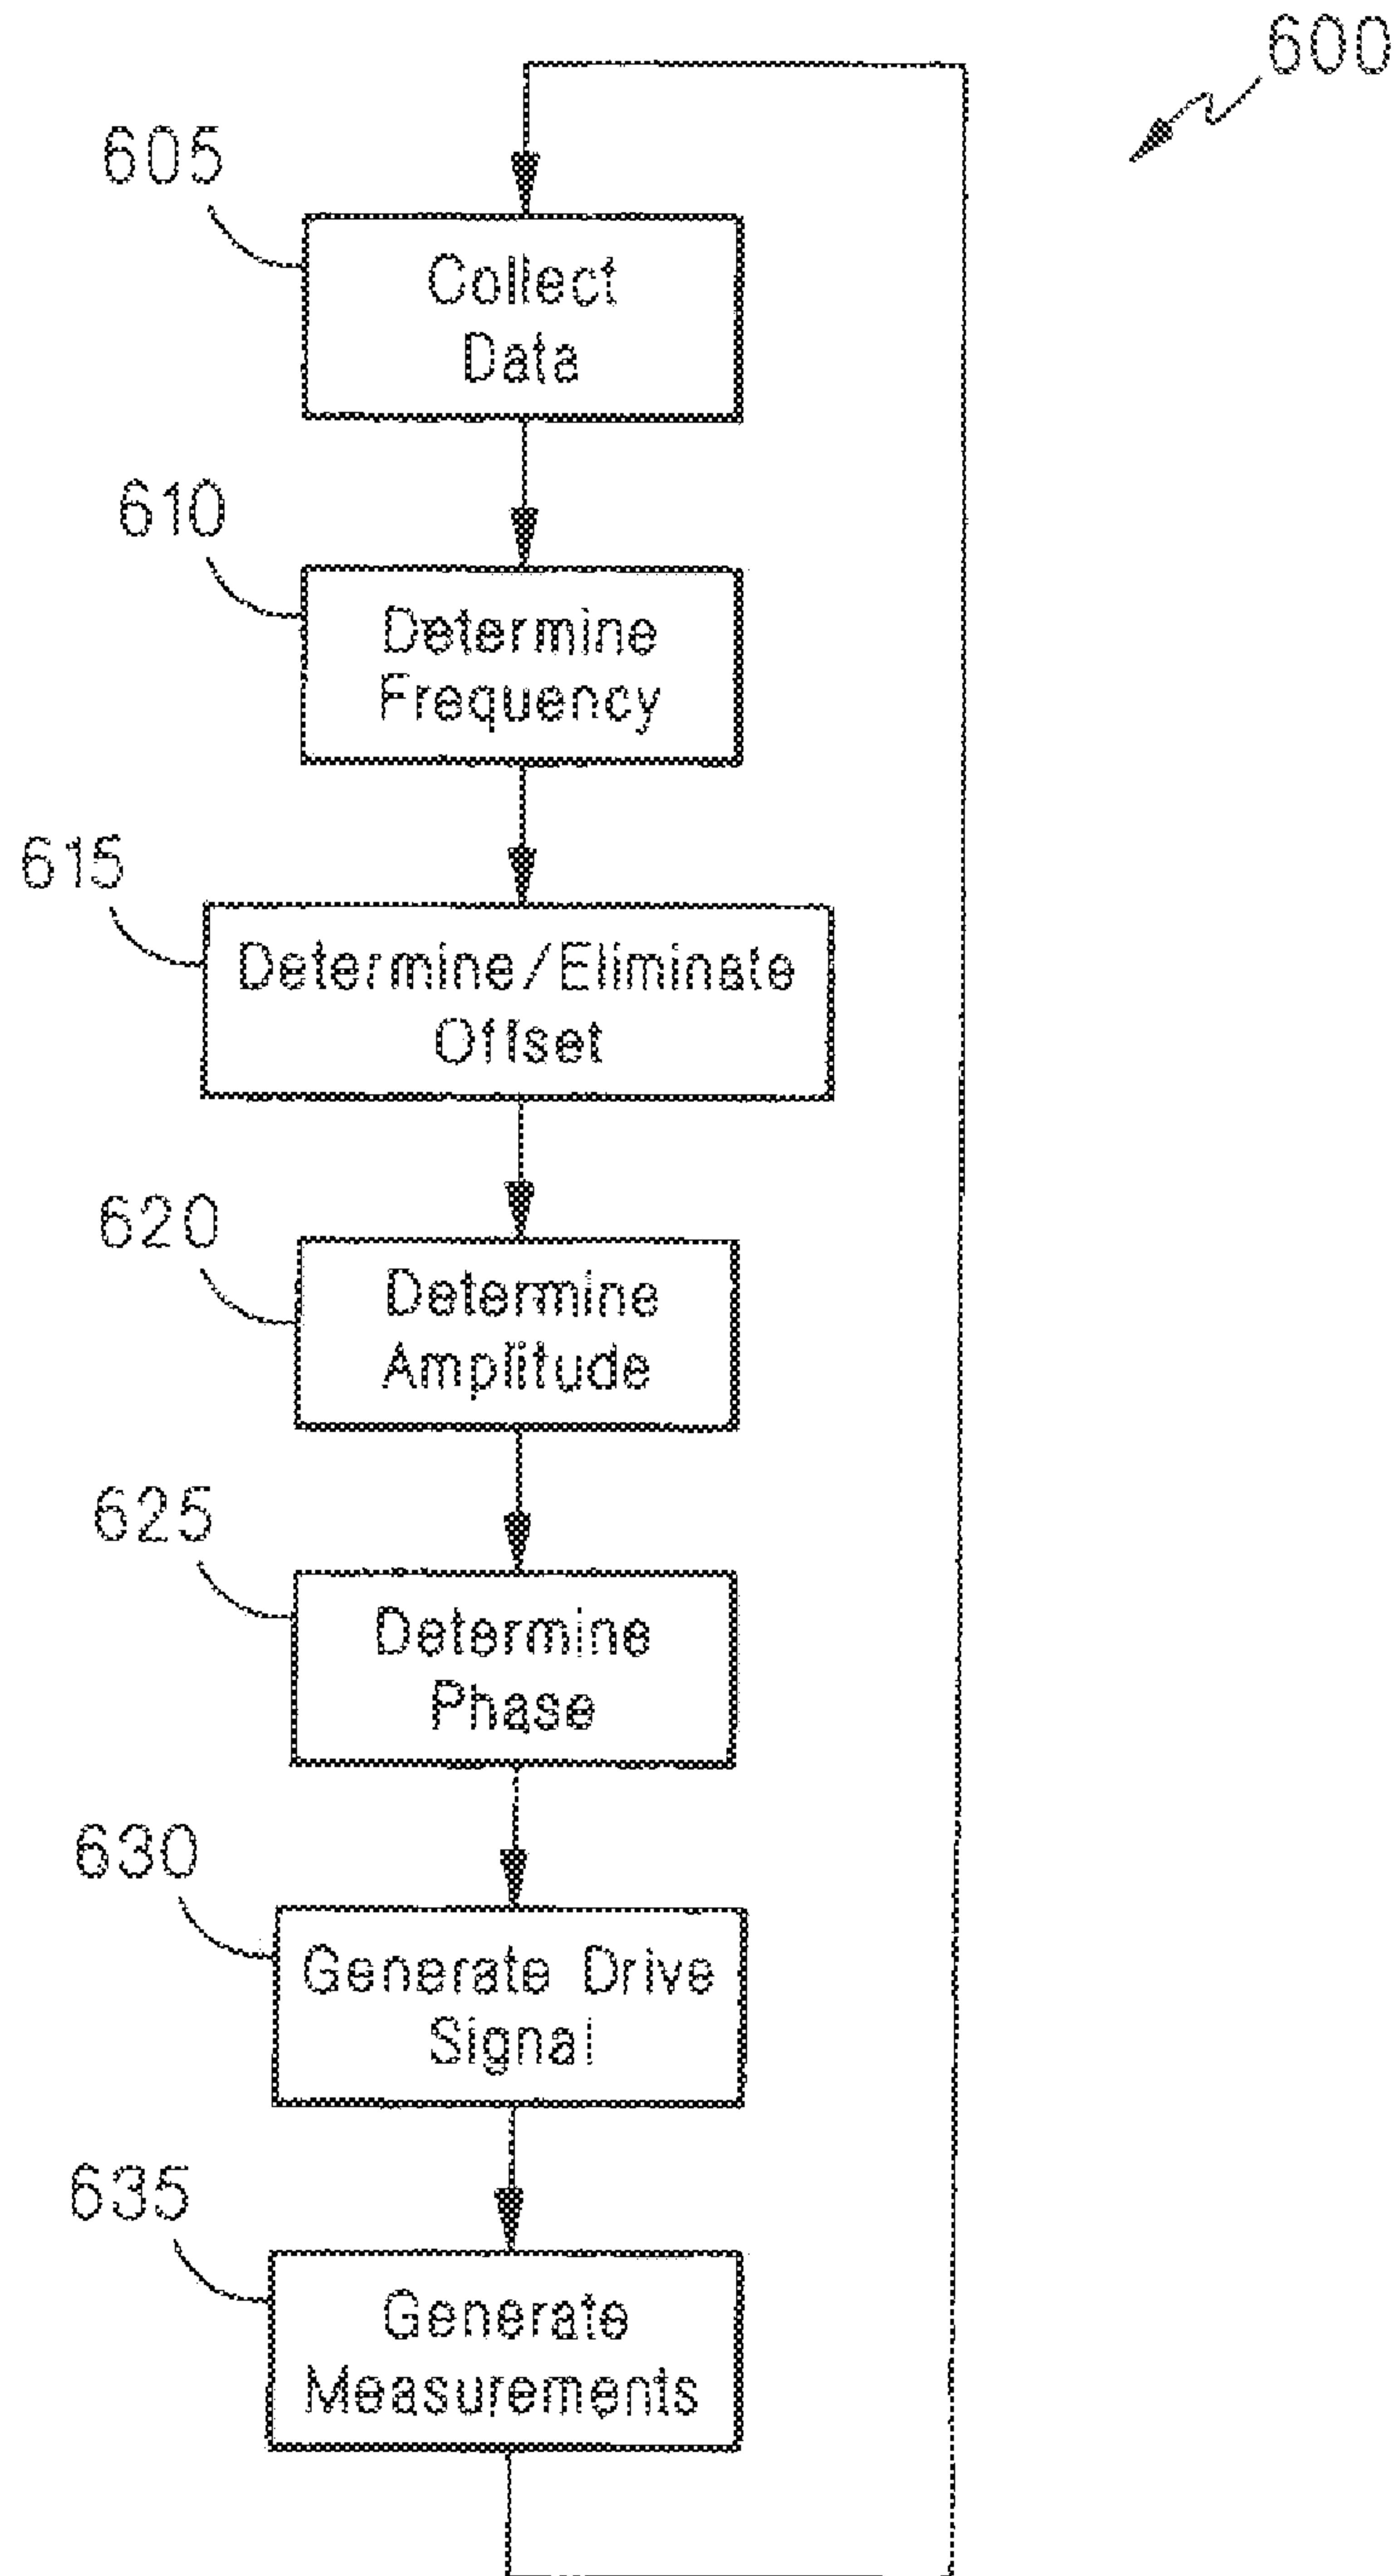 600
605
Collect
Data
610
Determine
Frequency
615
Determine/Eliminate
Offset
620
Determine
Amplitude
625
Determine
Phase
630
Generate Drive
Signal
635
Generate
Measurements